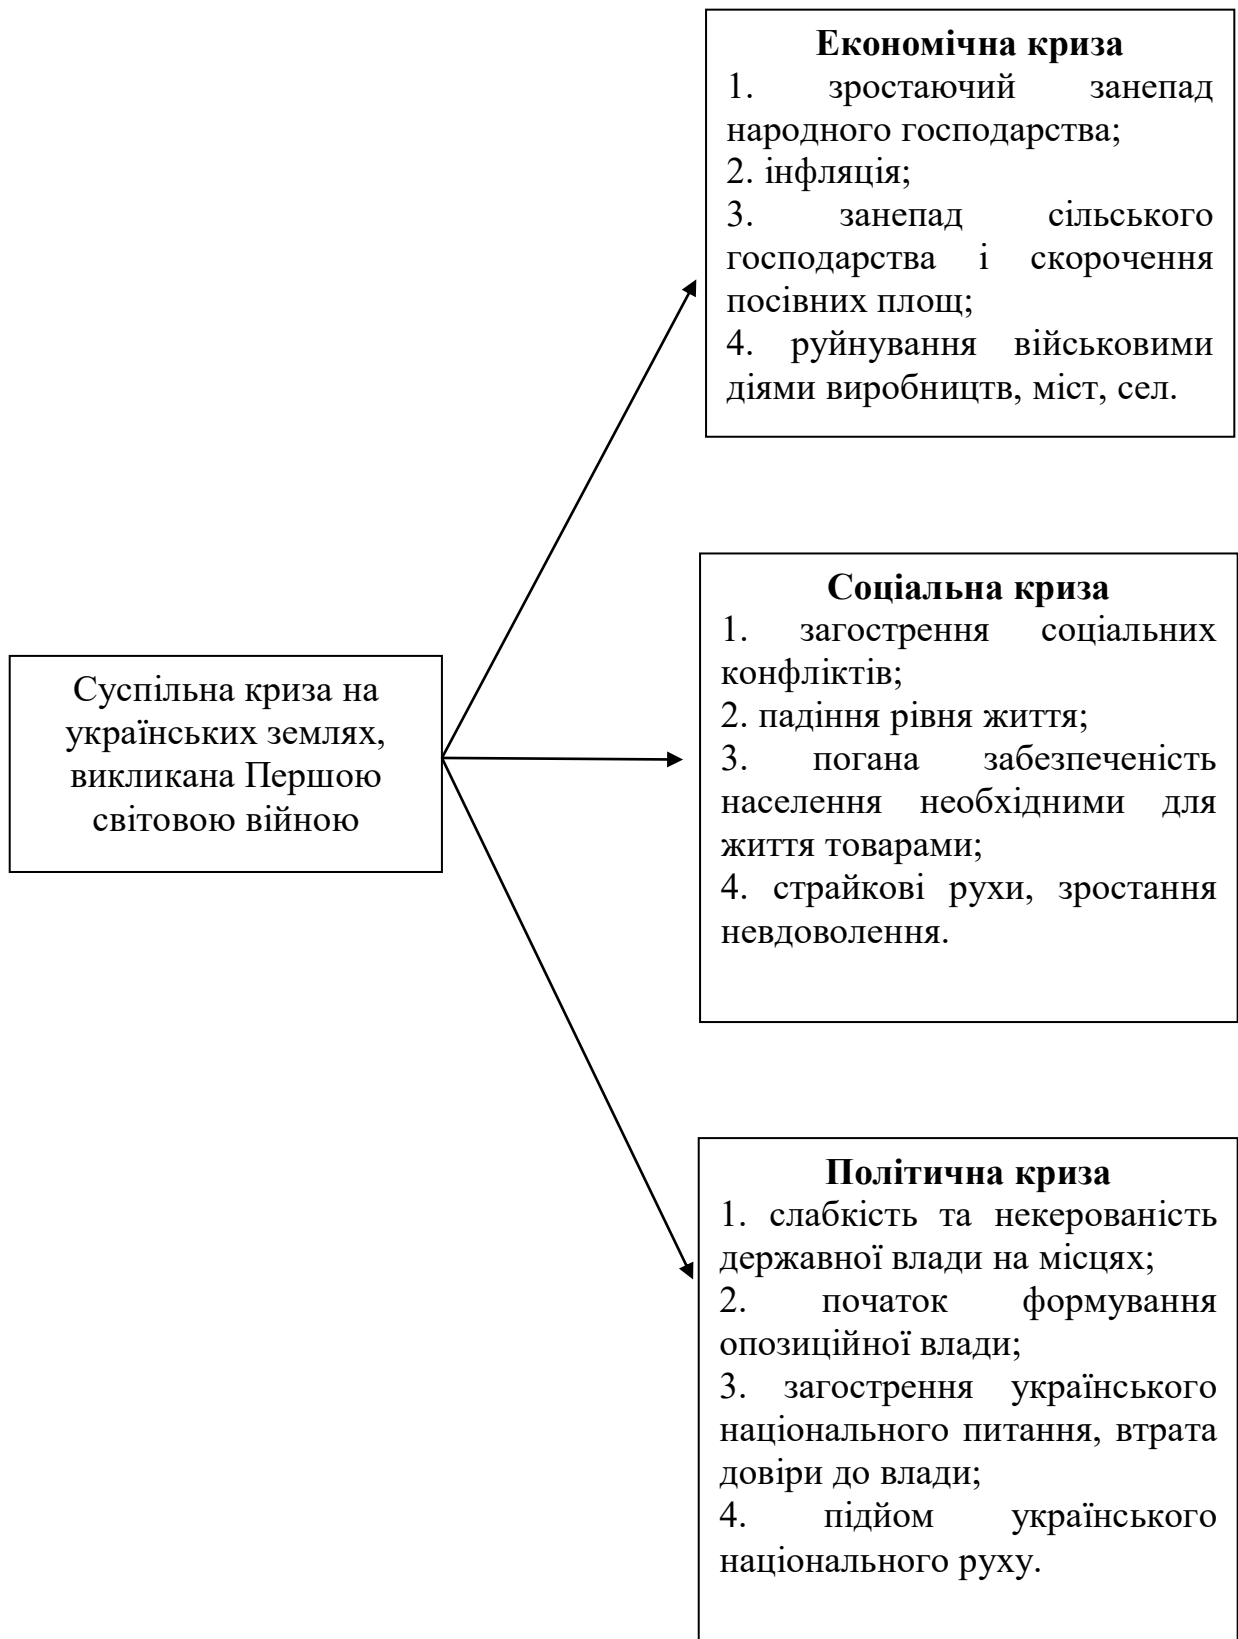 Економічна криза
1. зростаючий занепад
народного господарства;
2. інфляція;
3. занепад сільського
господарства і скорочення
посівних площ;
4. руйнування військовими
діями виробництв, міст, сел.
Соціальна криза
1. загострення соціальних
конфліктів;
2. падіння рівня життя;
3. погана забезпеченість
населення необхідними для
життя товарами;
4. страйкові рухи, зростання
невдоволення.
Суспільна криза на
українських землях,
викликана Першою
світовою війною
Політична криза
1. слабкість та некерованість
державної влади на місцях;
2. початок формування
опозиційної влади;
3. загострення українського
національного питання, втрата
довіри до влади;
4. підйом українського
національного руху.